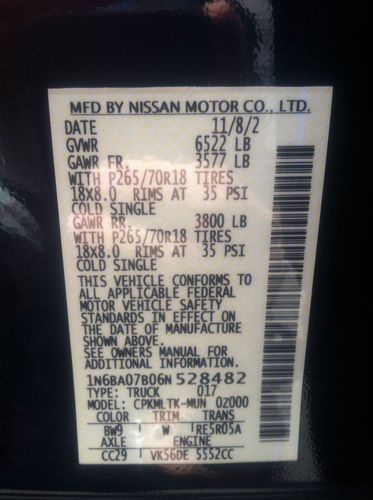 MFD BY NISSAN MOTOR CO., LTD.
DATE 11/8/2
GVWR 6522 LB
GAWR FR. 3577 LB
WITH P265/70R18 TIRES
18X8.0 RIMS AT 35 PSI
COLD SINGLE
GAWR RR. 3800 LB
WITH P265/70R18 TIRES
18X8.0 RIMS AT 35 PSI
COLD SINGLE
THIS VEHICLE CONFORMS TO
ALL APPLICABLE FEDERAL
MOTOR VEHICLE SAFETY
STANDARDS IN EFFECT ON
THE DATE OF MANUFACTURE
SHOWN ABOVE.
SEE OWNERS MANUAL FOR
ADDITIONAL INFORMATION.
1N6BA07B06N528482
TYPE: TRUCK 017
MODEL: CPKMLTK-MUN 0Z000
COLOR TRIM TRANS
BW9 W RE5R05A
AXLE ENGINE
CC29 VK56DE 5552CC